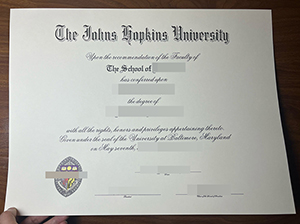 The Johns Hopkins University
Upon the recommendation of the Faculty of
The School of
has conferred upon
the degree of
with all the rights, honors and privileges appertaining thereto.
Given under the seal of the University at Baltimore, Maryland
on May seventh,